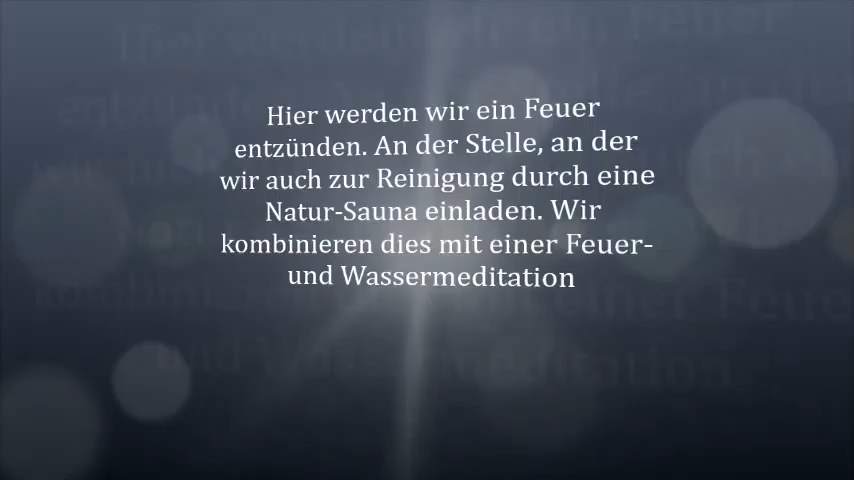 Hier werden wir ein Feuer
entzünden. An der Stelle, an der
wir auch zur Reinigung durch eine
Natur-Sauna einladen. Wir
kombinieren dies mit einer Feuer-
und Wassermeditation